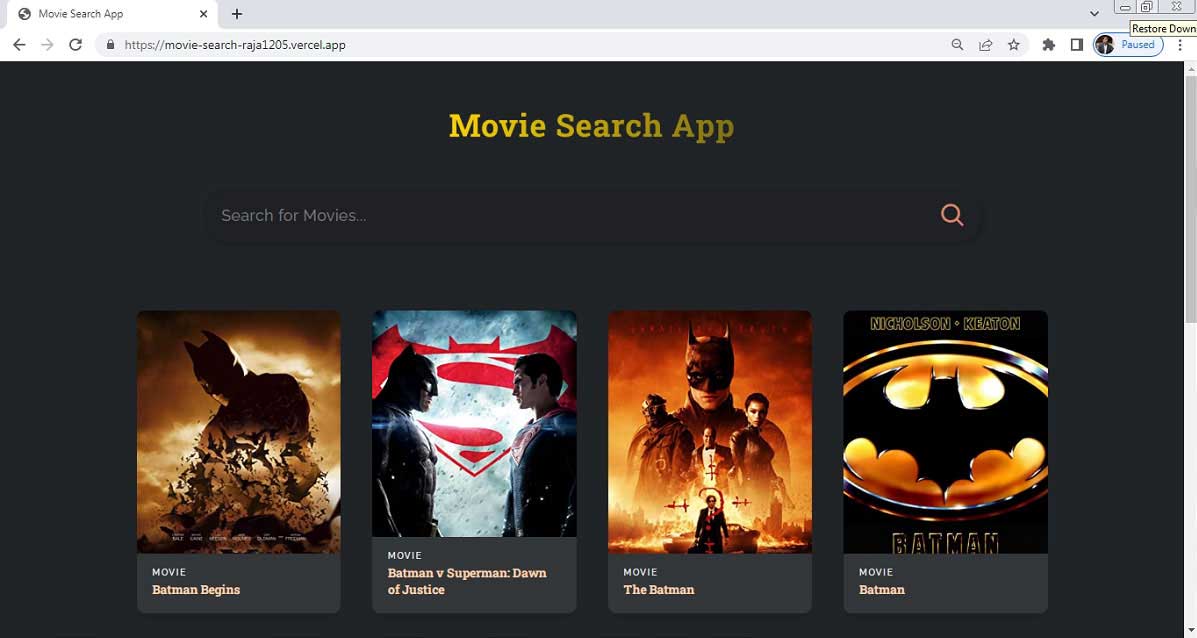 Movie Search App
Restore Down
https://movie-search-raja1205.vercel.app
Paused
Movie Search App
Search for Movies...
NICHOLSON • KEATON
BATMAN
MOVIE
Batman Begins
MOVIE
Batman v Superman: Dawn
of Justice
MOVIE
The Batman
MOVIE
Batman